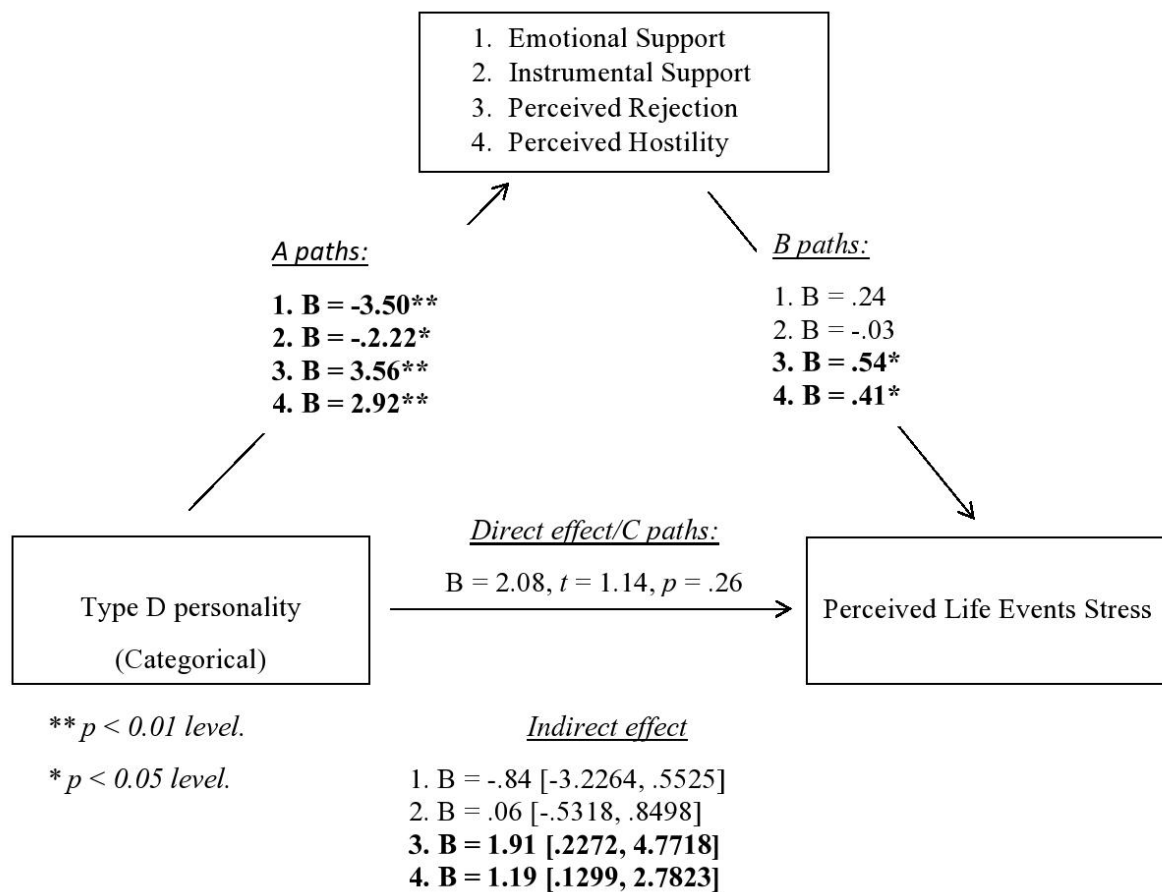 1. Emotional Support
2. Instrumental Support
3. Perceived Rejection
4. Perceived Hostility
A paths:
1. B = -3.50**
2. B = -.2.22*
3. B = 3.56**
4. B = 2.92**
B paths:
1. B = .24
2. B = -.03
3. B = .54*
4. B = .41*
Type D personality
(Categorical)
Direct effect/C paths:
B = 2.08, t = 1.14, p = .26
Perceived Life Events Stress
** p < 0.01 level.
* p < 0.05 level.
Indirect effect
1. B = -.84 [-3.2264, .5525]
2. B = .06 [-.5318, .8498]
3. B = 1.91 [.2272, 4.7718]
4. B = 1.19 [.1299, 2.7823]